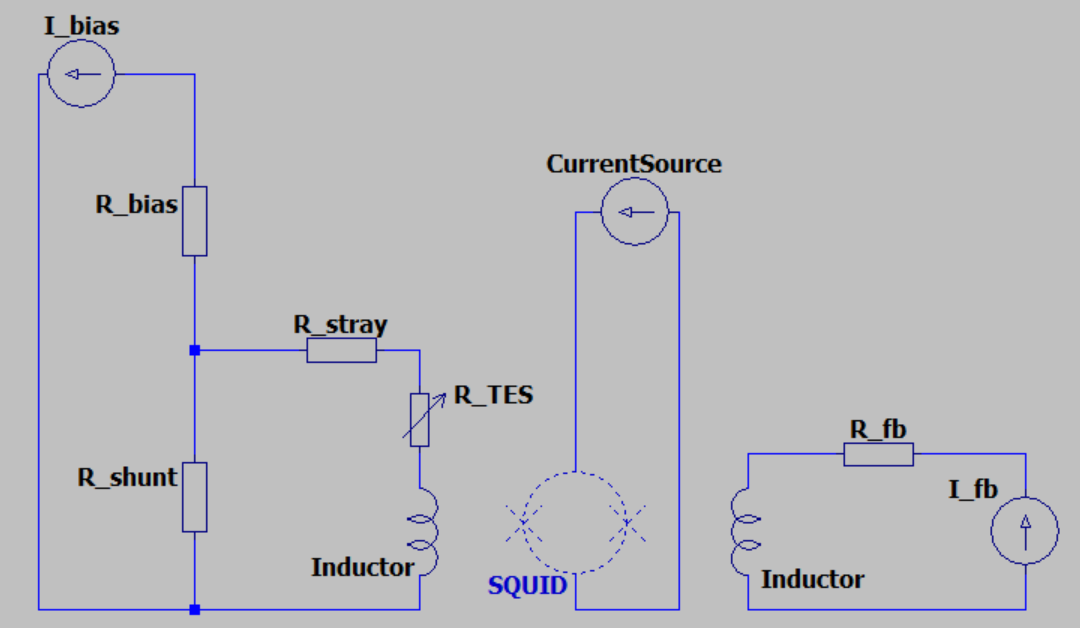 I_bias
CurrentSource
R_bias
R_stray
R_TES
R_fb
R_shunt
I_fb
Inductor
SQUID
Inductor